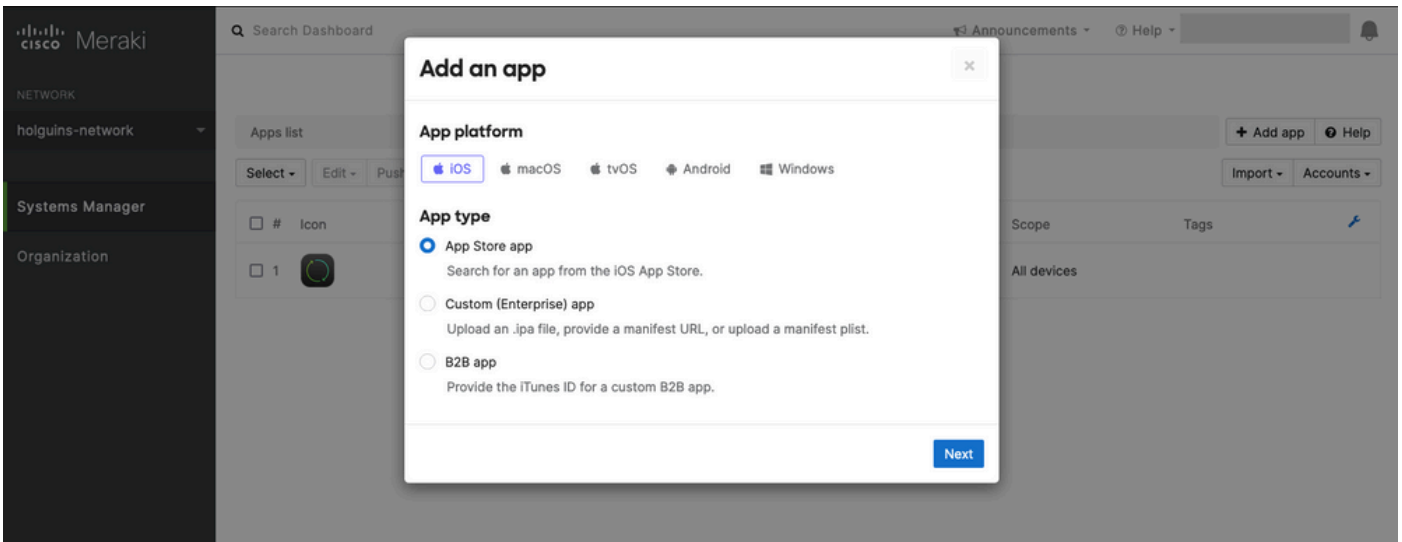 cisco Meraki
Search Dashboard
Announcements
Help
NETWORK
holguins-network
Systems Manager
Organization
Apps list
+ Add app
Help
Select
Edit
Import
Accounts
# Icon
Scope
Tags
1
All devices
Add an app
×
App platform
iOS macOS tvOS Android Windows
App type
App Store app
Search for an app from the iOS App Store.
Custom (Enterprise) app
Upload an .ipa file, provide a manifest URL, or upload a manifest plist.
B2B app
Provide the iTunes ID for a custom B2B app.
Next